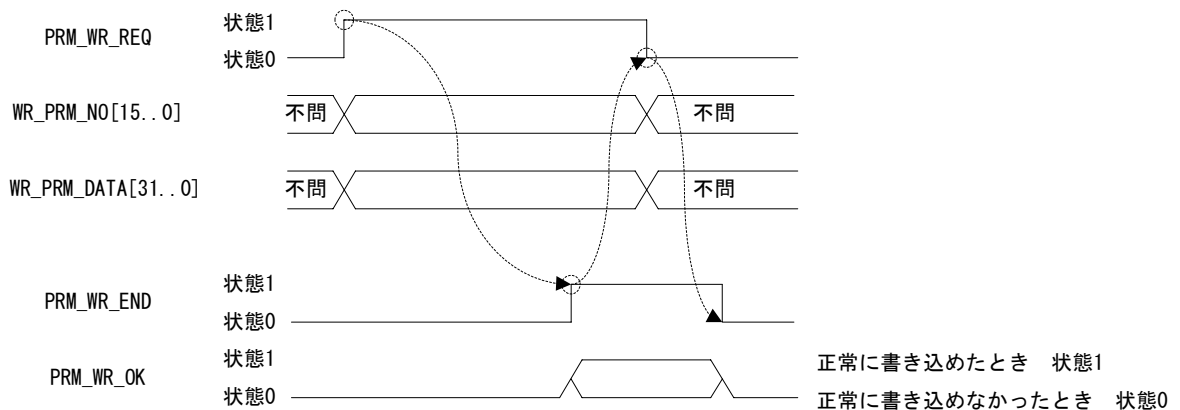 状態1
PRM_WR_REQ
状態0
WR_PRM_NO[15..0]
不問
不問
WR_PRM_DATA[31..0]
不問
不問
状態1
PRM_WR_END
状態0
状態1
正常に書き込めたとき　状態1
PRM_WR_OK
状態0
正常に書き込めなかったとき　状態0